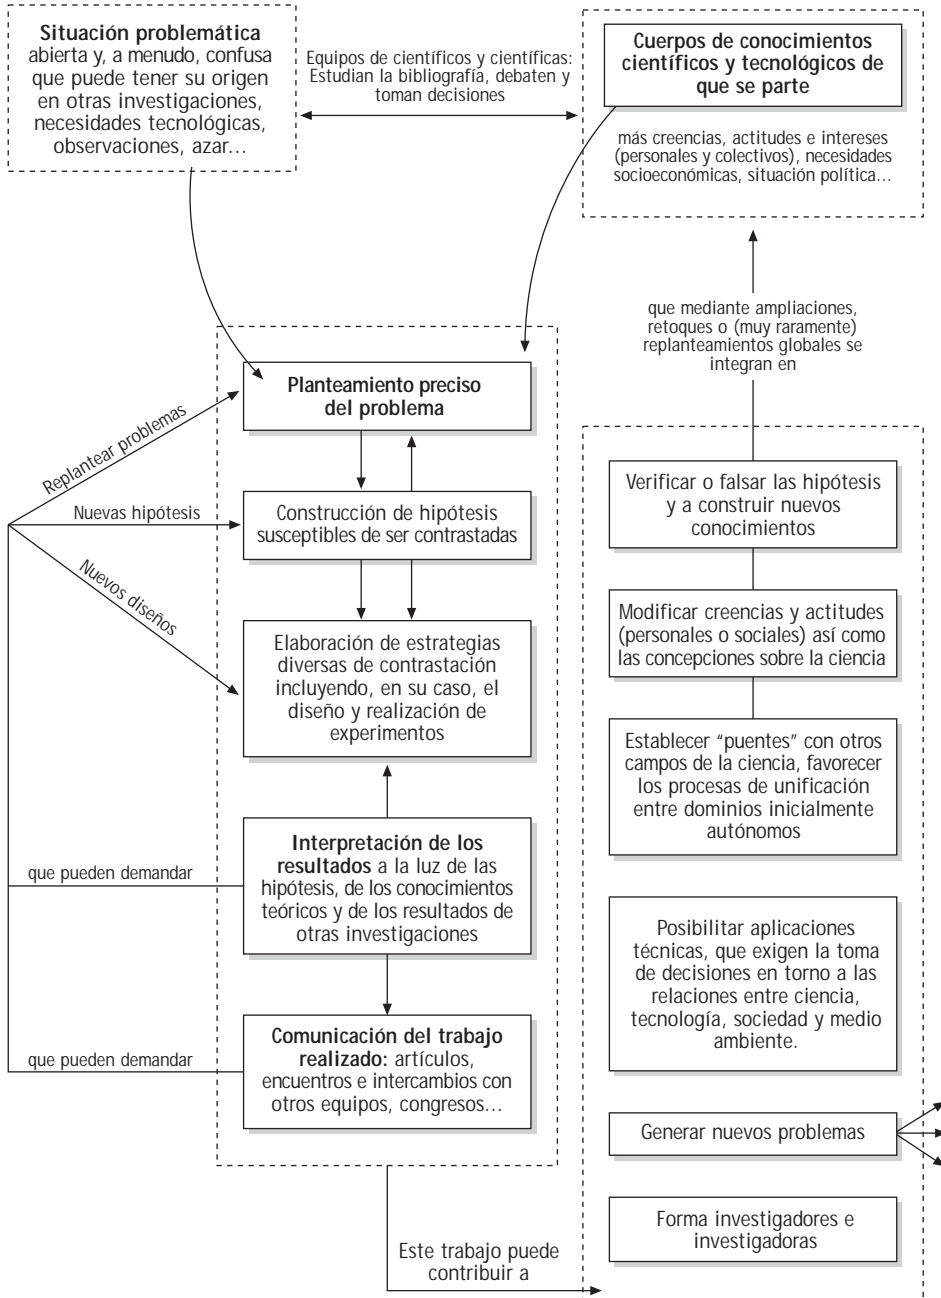 Situación problemática
abierta y, a menudo, confusa
que puede tener su origen
en otras investigaciones,
necesidades tecnológicas,
observaciones, azar…
Equipos de científicos y científicas:
Estudian la bibliografía, debaten y
toman decisiones
Cuerpos de conocimientos
científicos y tecnológicos de
que se parte
más creencias, actitudes e intereses
(personales y colectivos), necesidades
socioeconómicas, situación política…
que mediante ampliaciones,
retoques o (muy raramente)
replanteamientos globales se
integran en
Planteamiento preciso
del problema
Replantear problemas
Nuevas hipótesis
Nuevos diseños
Construcción de hipótesis
susceptibles de ser contrastadas
Elaboración de estrategias
diversas de contrastación
incluyendo, en su caso, el
diseño y realización de
experimentos
Interpretación de los
resultados a la luz de las
hipótesis, de los conocimientos
teóricos y de los resultados de
otras investigaciones
que pueden demandar
Comunicación del trabajo
realizado: artículos,
encuentros e intercambios con
otros equipos, congresos…
que pueden demandar
Este trabajo puede
contribuir a
Verificar o falsar las hipótesis
y a construir nuevos
conocimientos
Modificar creencias y actitudes
(personales o sociales) así como
las concepciones sobre la ciencia
Establecer “puentes” con otros
campos de la ciencia, favorecer
los procesas de unificación
entre dominios inicialmente
autónomos
Posibilitar aplicaciones
técnicas, que exigen la toma
de decisiones en torno a las
relaciones entre ciencia,
tecnología, sociedad y medio
ambiente.
Generar nuevos problemas
Forma investigadores e
investigadoras